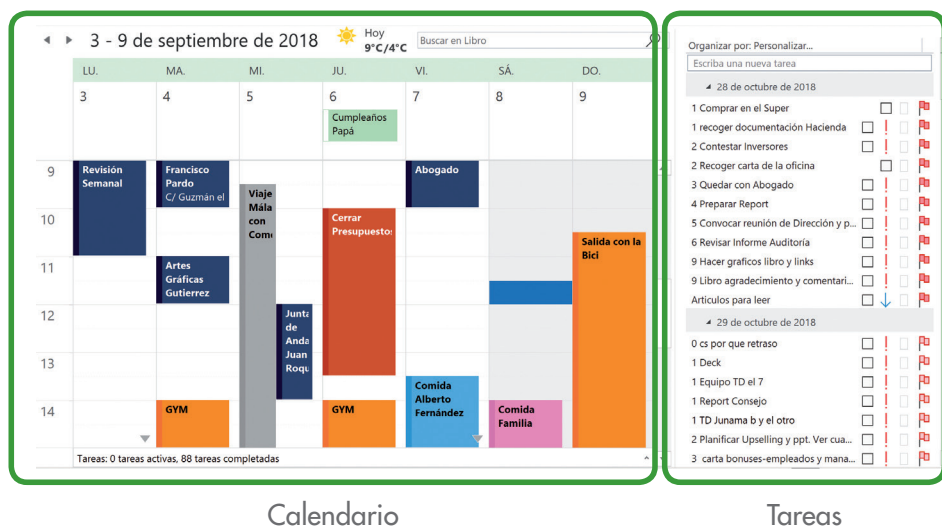 3 - 9 de septiembre de 2018
Hoy
9°C/4°C
Buscar en Libro
LU. MA. MI. JU. VI. SÁ. DO.
3 4 5 6 7 8 9
Cumpleaños
Papá
9
10
11
12
13
14
Revisión
Semanal
Francisco
Pardo
C/ Guzmán el
Artes
Gráficas
Gutierrez
GYM
Viaje
Mála
con
Come
Junta
de
Anda
Juan
Roqu
Cerrar
Presupuestos
GYM
Abogado
Comida
Alberto
Fernández
Comida
Familia
Salida con la
Bici
Tareas: 0 tareas activas, 88 tareas completadas
Organizar por: Personalizar...
Escriba una nueva tarea
28 de octubre de 2018
1 Comprar en el Super
1 recoger documentación Hacienda
2 Contestar Inversores
2 Recoger carta de la oficina
3 Quedar con Abogado
4 Preparar Report
5 Convocar reunión de Dirección y p...
6 Revisar Informe Auditoría
9 Hacer graficos libro y links
9 Libro agradecimiento y comentari...
Articulos para leer
29 de octubre de 2018
0 cs por que retraso
1 Deck
1 Equipo TD el 7
1 Report Consejo
1 TD Junama b y el otro
2 Planificar Upselling y ppt. Ver cua...
3 carta bonuses-empleados y mana...
Calendario
Tareas